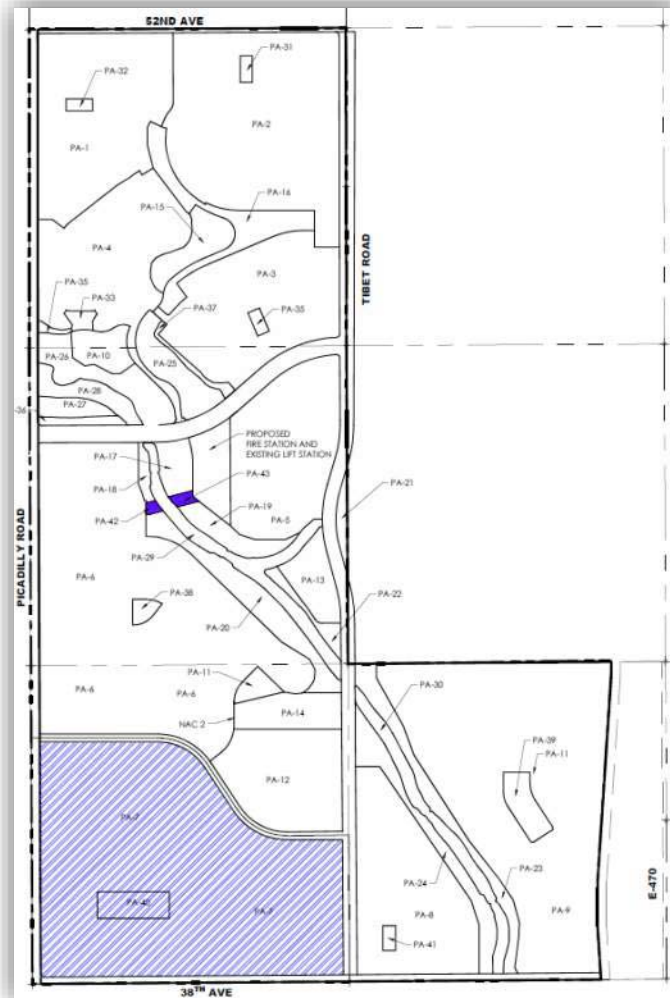 52ND AVE
PA-31
PA-32
PA-2
PA-1
PA-16
PA-15
PA-4
TIBET ROAD
PA-3
PA-35
PA-33
PA-37
PA-35
PA-26
PA-10
PA-25
PA-28
PA-27
-36
PROPOSED
FIRE STATION AND
EXISTING LIFT STATION
PA-17
PA-43
PA-18
PA-21
PA-19
PA-42
PA-5
PICADILLY ROAD
PA-29
PA-6
PA-13
PA-38
PA-22
PA-20
PA-11
PA-30
PA-6
PA-6
PA-14
NAC 2
PA-39
PA-11
PA-12
PA-7
PA-23
PA-24
E-470
PA-40
PA-7
PA-8
PA-9
PA-41
38TH AVE